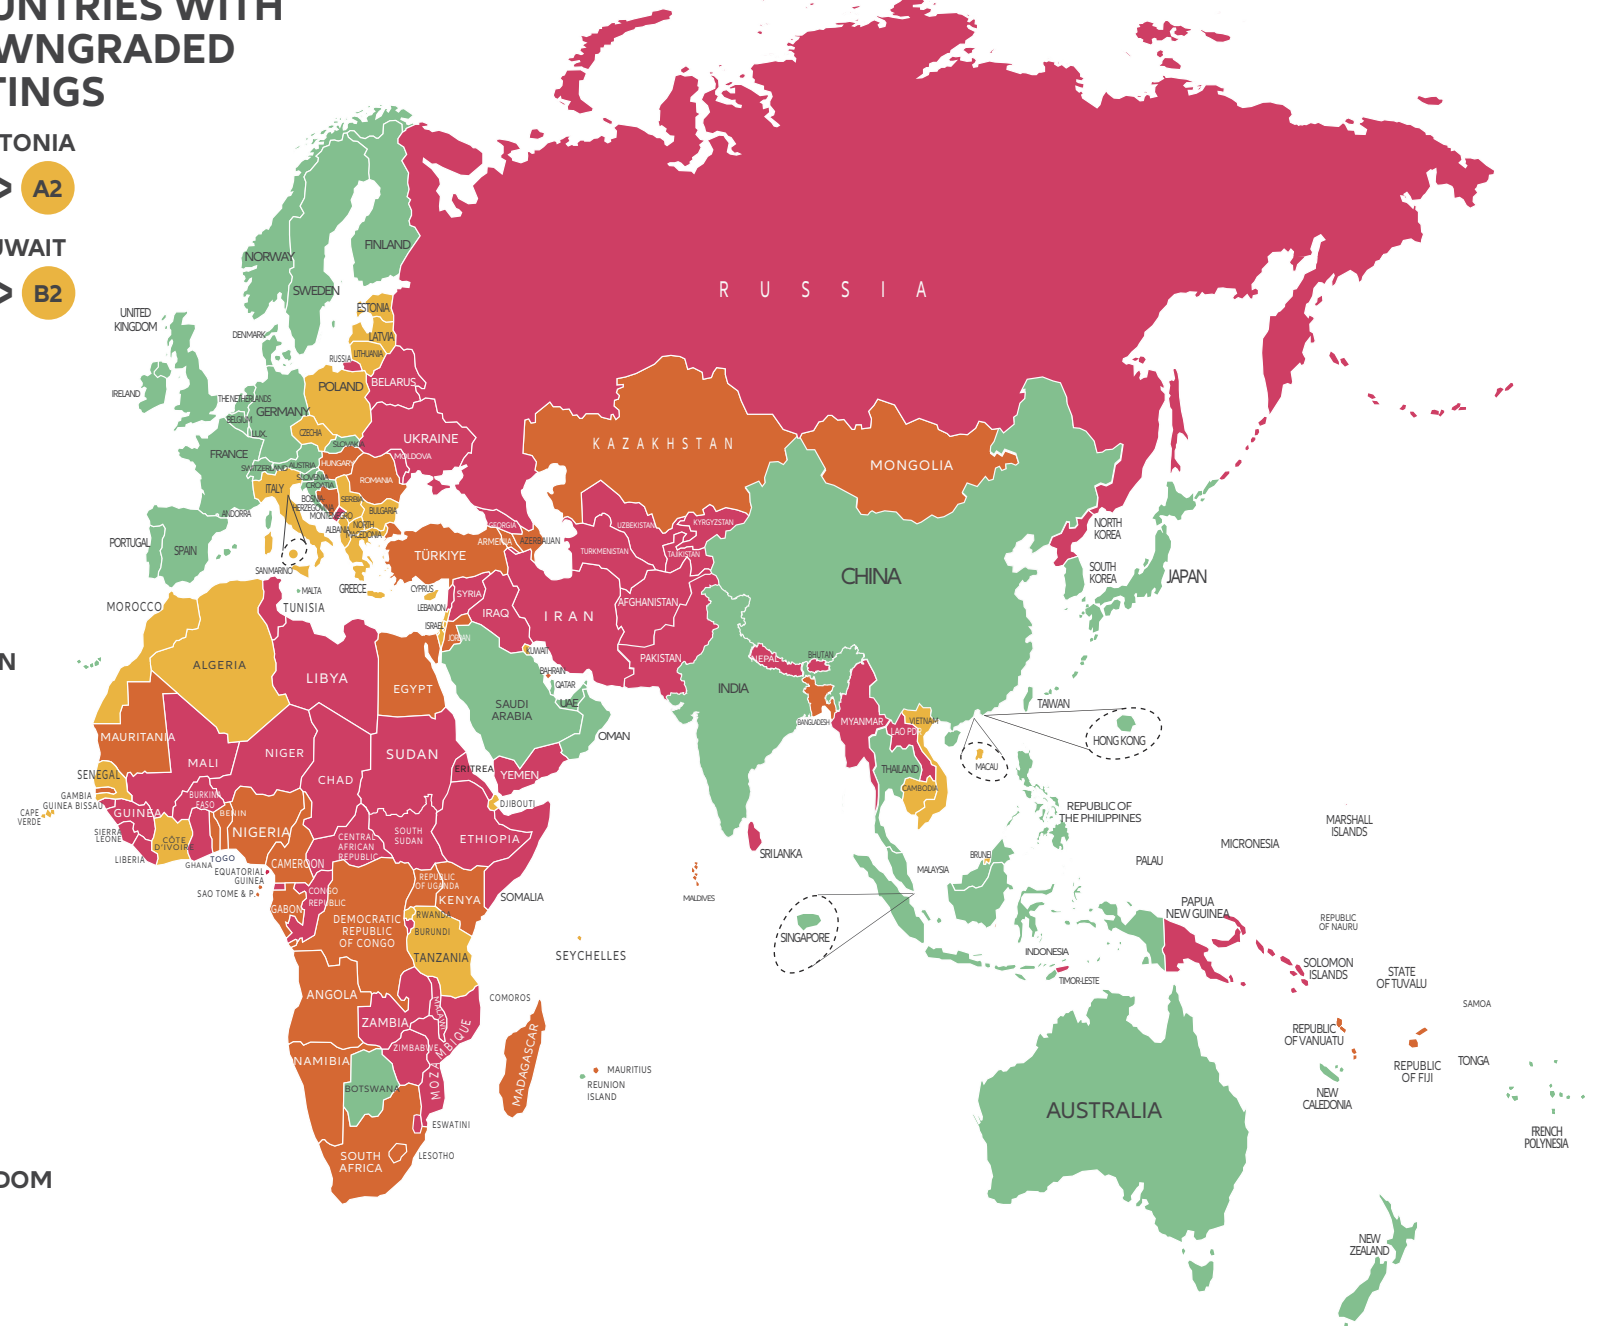 UNTRIES WITH
WNGRADED
TINGS
TONIA
> A2
UWAIT
> B2
N
DOM
RUSSIA
NORWAY
FINLAND
SWEDEN
ESTONIA
UNITED
KINGDOM
DENMARK
LATVIA
LITHUANIA
RUSSIA
IRELAND
THE NETHERLANDS
POLAND
BELARUS
BELGIUM
GERMANY
LUX.
CZECHIA
UKRAINE
SLOVAKIA
FRANCE
MOLDOVA
SWITZERLAND
AUSTRIA
HUNGARY
SLOVENIA
CROATIA
ROMANIA
ITALY
BOSNIA-
HERZEGOVINA
SERBIA
MONTENEGRO
BULGARIA
ANDORRA
ALBANIA
NORTH
MACEDONIA
PORTUGAL
SPAIN
SAN MARINO
GREECE
MALTA
TÜRKIYE
GEORGIA
ARMENIA
AZERBAIJAN
CYPRUS
KAZAKHSTAN
MONGOLIA
UZBEKISTAN
KYRGYZSTAN
TURKMENISTAN
TAJIKISTAN
AFGHANISTAN
PAKISTAN
IRAN
SYRIA
LEBANON
IRAQ
ISRAEL
JORDAN
KUWAIT
BAHRAIN
QATAR
UAE
SAUDI
ARABIA
OMAN
YEMEN
CHINA
NORTH
KOREA
SOUTH
KOREA
JAPAN
NEPAL
BHUTAN
INDIA
BANGLADESH
MYANMAR
LAO PDR
VIETNAM
THAILAND
CAMBODIA
TAIWAN
HONG KONG
MACAU
SRI LANKA
MALDIVES
REPUBLIC OF
THE PHILIPPINES
BRUNEI
MALAYSIA
SINGAPORE
INDONESIA
TIMOR-LESTE
PALAU
MICRONESIA
MARSHALL
ISLANDS
PAPUA
NEW GUINEA
REPUBLIC
OF NAURU
SOLOMON
ISLANDS
STATE
OF TUVALU
SAMOA
REPUBLIC
OF VANUATU
REPUBLIC
OF FIJI
TONGA
NEW
CALEDONIA
FRENCH
POLYNESIA
AUSTRALIA
NEW
ZEALAND
MOROCCO
TUNISIA
ALGERIA
LIBYA
EGYPT
MAURITANIA
MALI
NIGER
CHAD
SUDAN
ERITREA
DJIBOUTI
SENEGAL
GAMBIA
GUINEA BISSAU
CAPE
VERDE
GUINEA
SIERRA
LEONE
LIBERIA
BURKINA
FASO
CÔTE
D'IVOIRE
GHANA
TOGO
BENIN
NIGERIA
CAMEROON
CENTRAL
AFRICAN
REPUBLIC
SOUTH
SUDAN
ETHIOPIA
SOMALIA
EQUATORIAL
GUINEA
SAO TOME & P.
GABON
CONGO
REPUBLIC
DEMOCRATIC
REPUBLIC
OF CONGO
REPUBLIC
OF UGANDA
KENYA
RWANDA
BURUNDI
TANZANIA
SEYCHELLES
COMOROS
ANGOLA
ZAMBIA
MALAWI
MOZAMBIQUE
ZIMBABWE
NAMIBIA
BOTSWANA
MADAGASCAR
MAURITIUS
REUNION
ISLAND
ESWATINI
SOUTH
AFRICA
LESOTHO